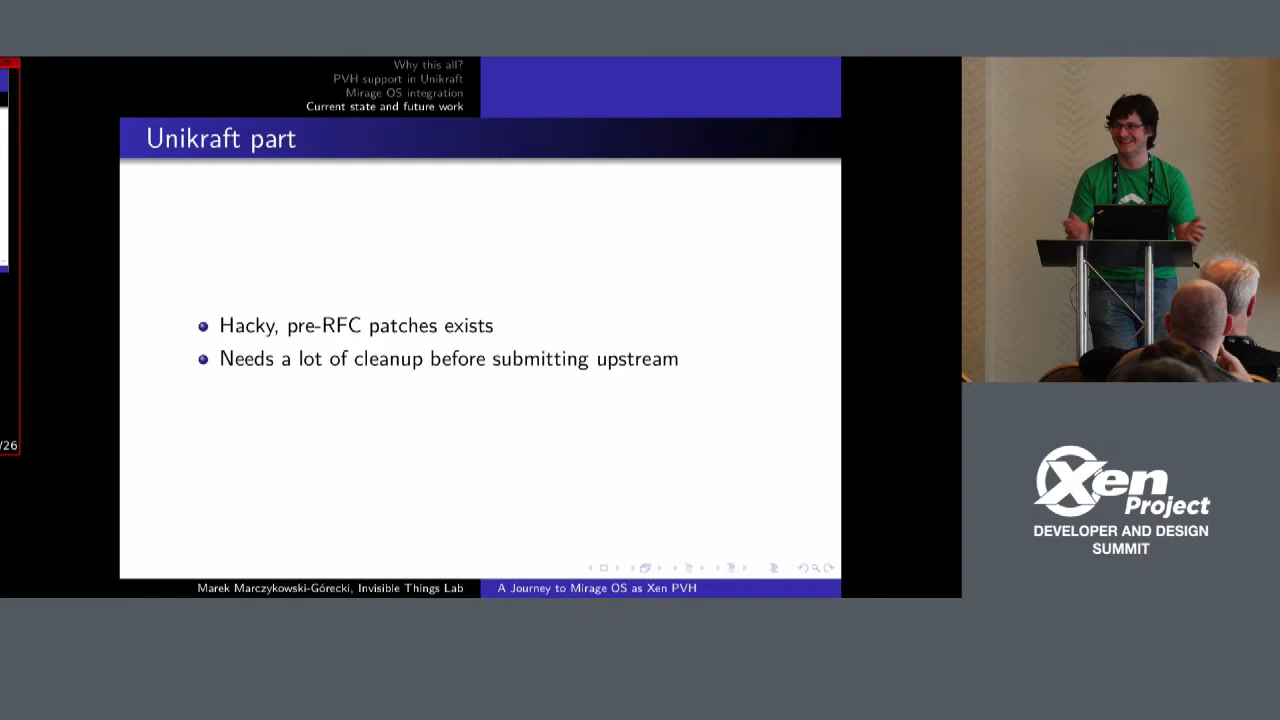 Why this all?
PVH support in Unikraft
Mirage OS integration
Current state and future work
Unikraft part
Hacky, pre-RFC patches exists
Needs a lot of cleanup before submitting upstream
/26
Marek Marczykowski-Górecki, Invisible Things Lab
A Journey to Mirage OS as Xen PVH
Xen
Project
DEVELOPER AND DESIGN
SUMMIT